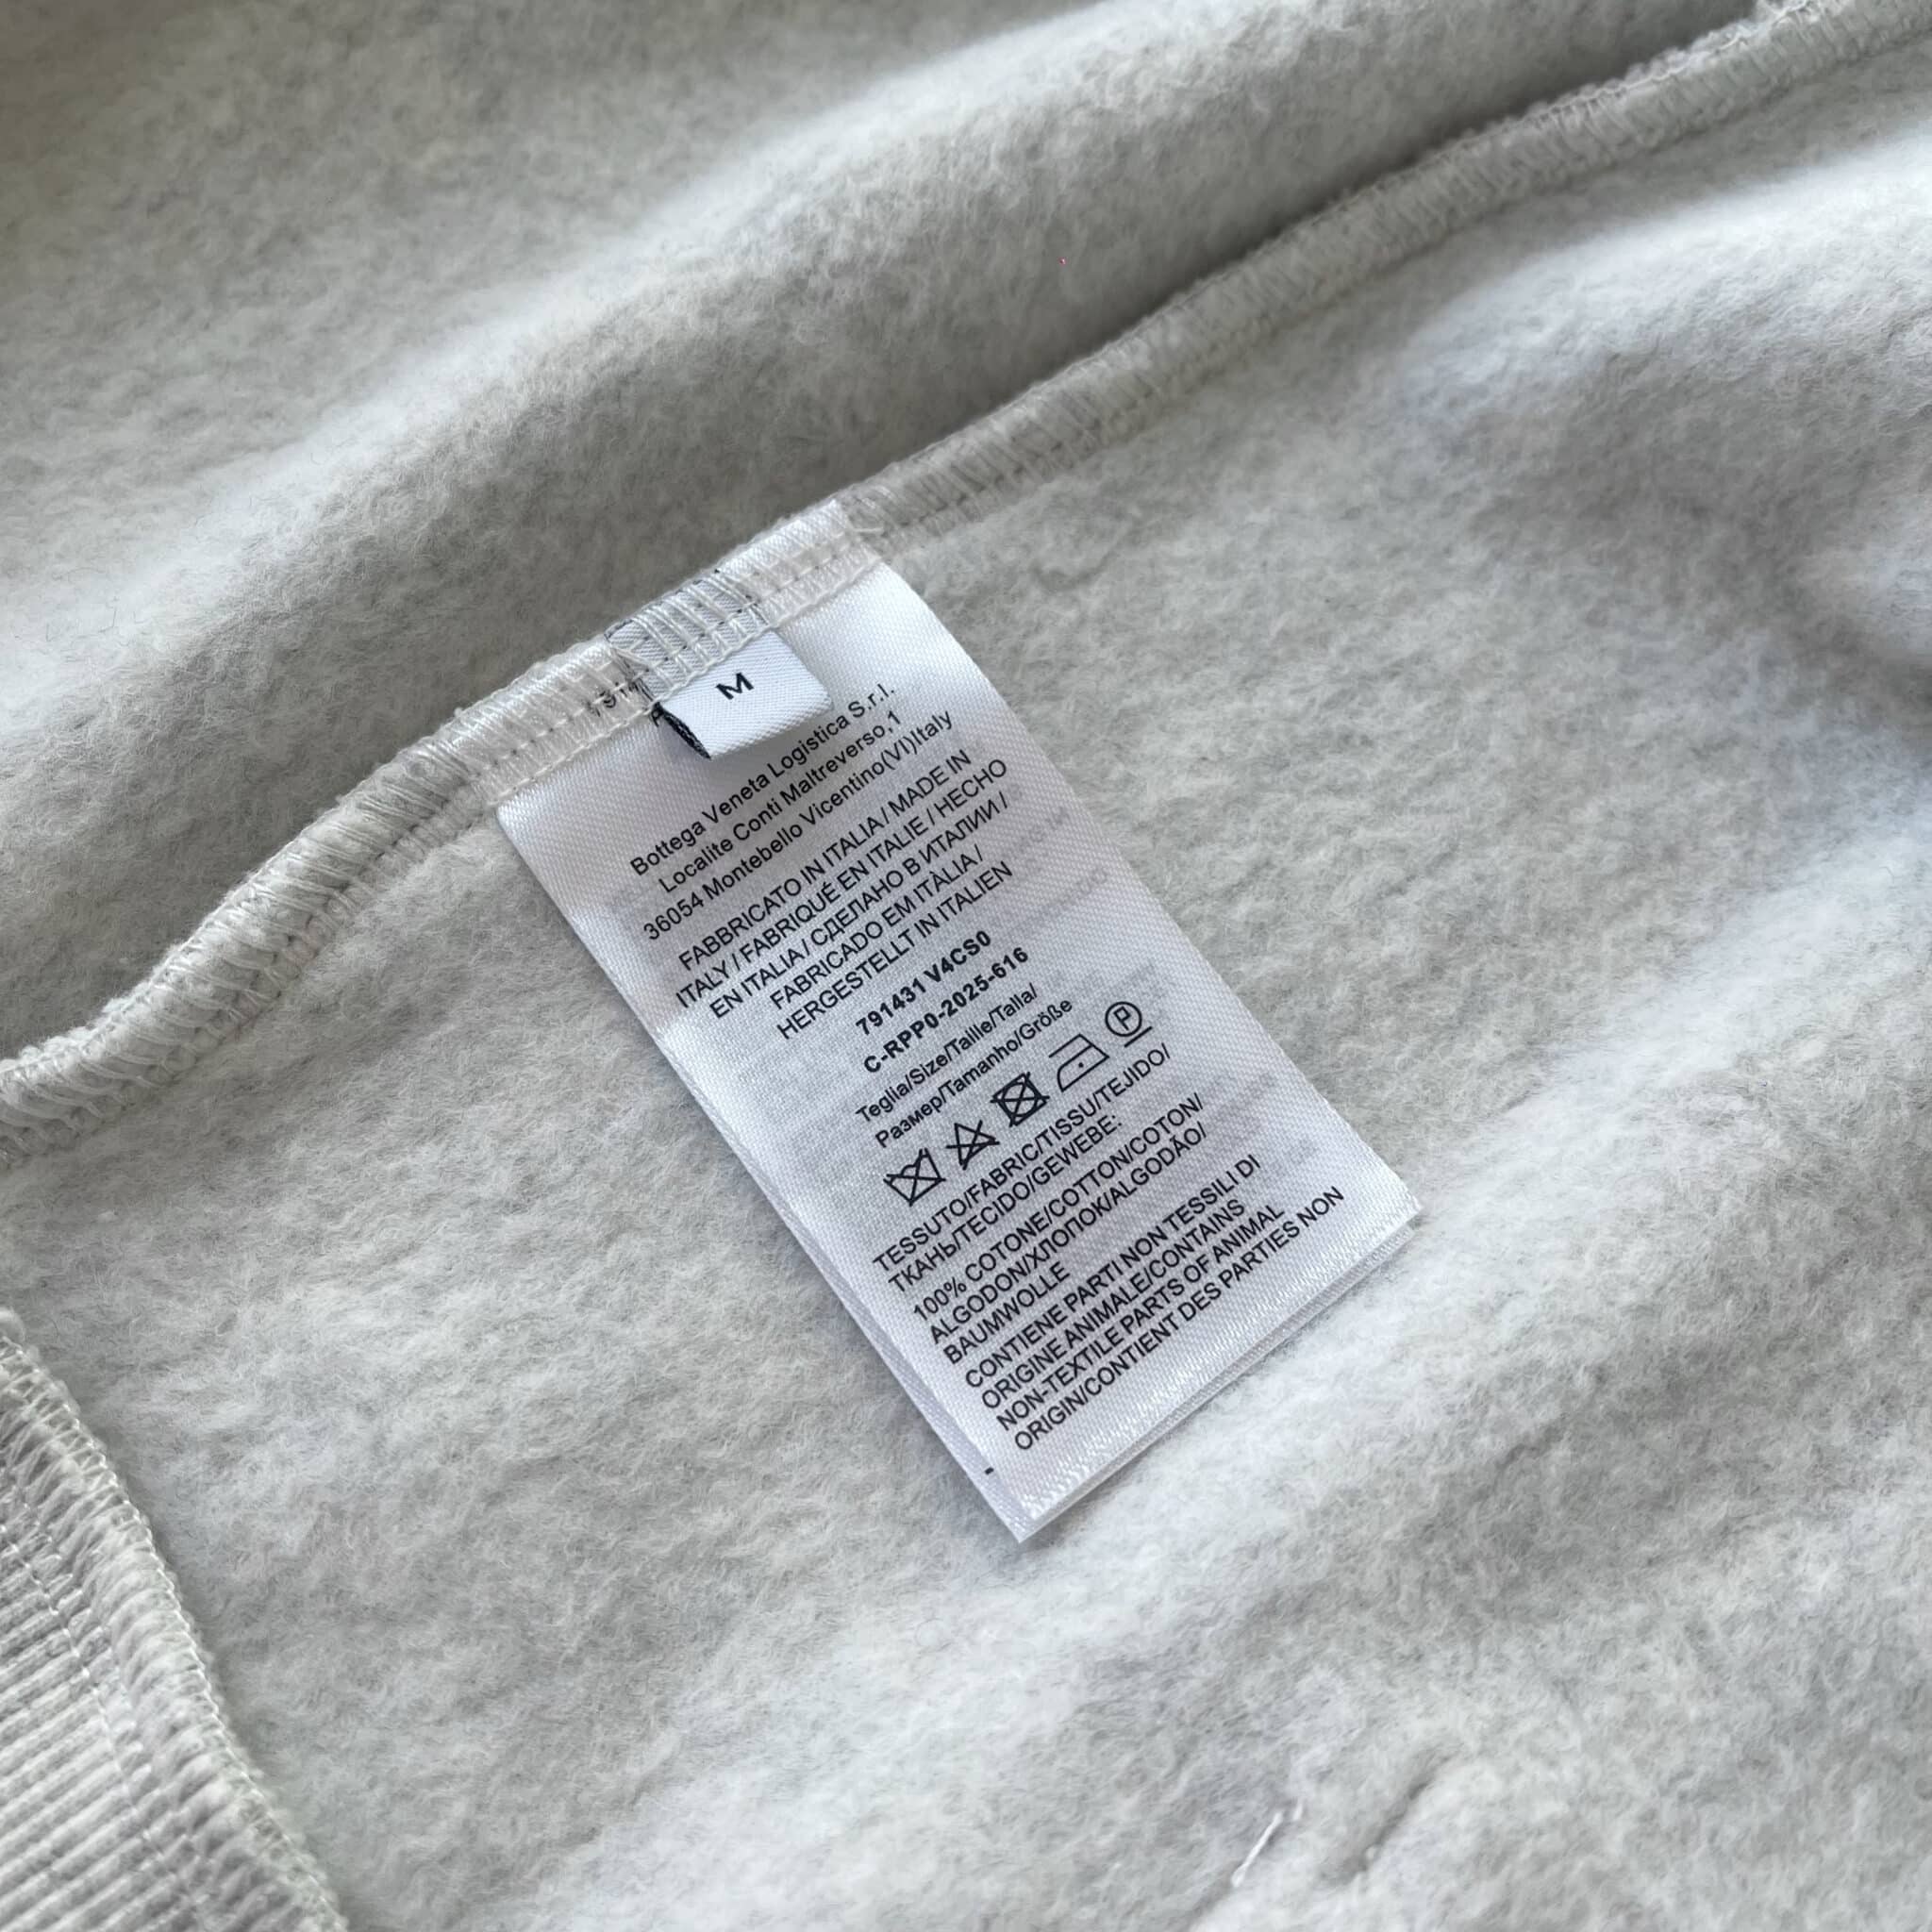 M
Bottega Veneta Logistica S.r.l.
Localite Conti Maltreverso,1
36054 Montebello Vicentino(VI)Italy
FABBRICATO IN ITALIA / MADE IN
ITALY / FABRIQUÉ EN ITALIE / HECHO
EN ITALIA / СДЕЛАНО В ИТАЛИИ /
FABRICADO EM ITÀLIA /
HERGESTELLT IN ITALIEN
791431 V4CS0
C-RPP0-2025-616
Teglia/Size/Taille/Talla/
Размер/Tamanho/Größe
P
TESSUTO/FABRIC/TISSU/TEJIDO/
ТКАНЬ/TECIDO/GEWEBE:
100% COTONE/COTTON/COTON/
ALGODON/ХЛОПОК/ALGODÃO/
BAUMWOLLE
CONTIENE PARTI NON TESSILI DI
ORIGINE ANIMALE/CONTAINS
NON-TEXTILE PARTS OF ANIMAL
ORIGIN/CONTIENT DES PARTIES NON